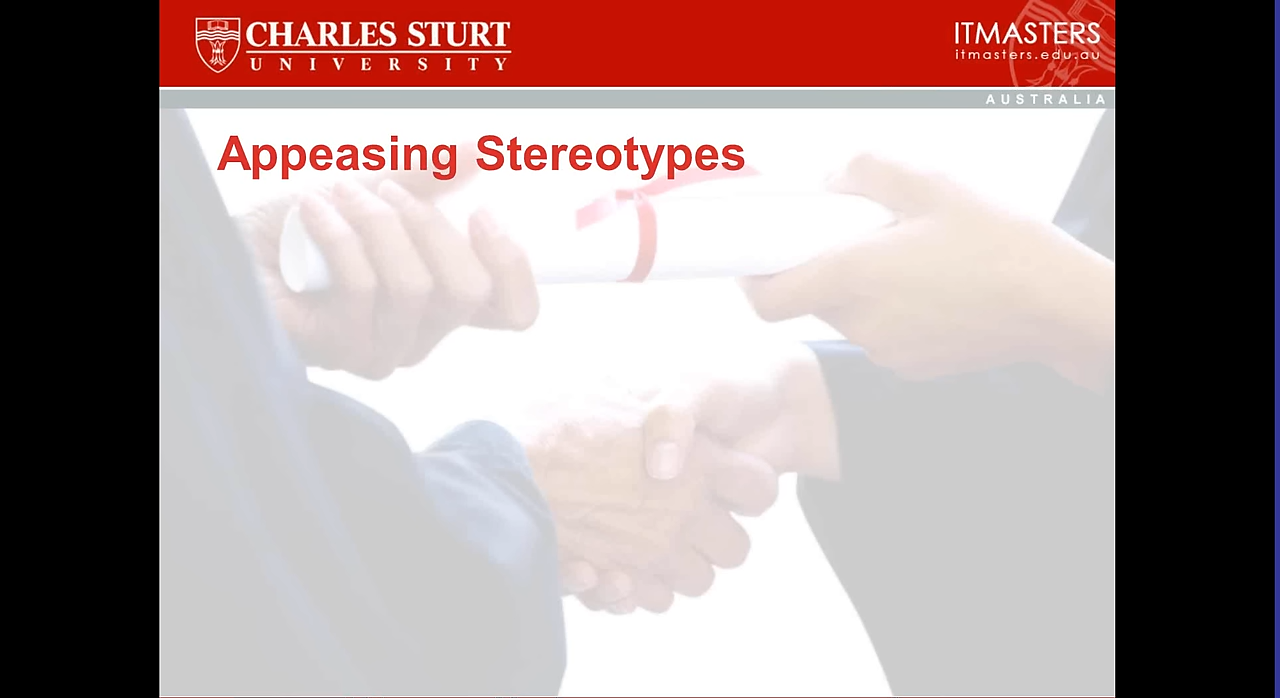 CHARLES STURT
UNIVERSITY
ITMASTERS
itmasters.edu.au
AUSTRALIA
Appeasing Stereotypes